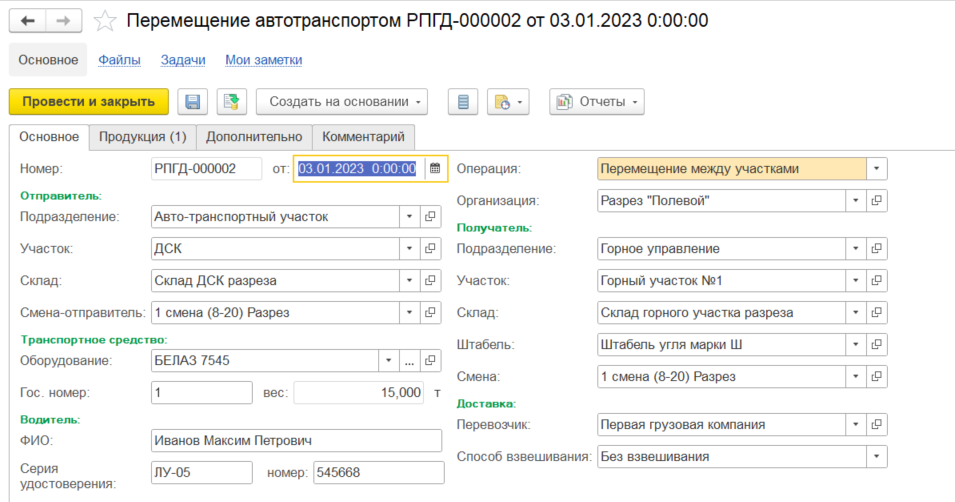 Перемещение автотранспортом РПГД-000002 от 03.01.2023 0:00:00
Основное Файлы Задачи Мои заметки
Провести и закрыть Создать на основании Отчеты
Основное Продукция (1) Дополнительно Комментарий
Номер: РПГД-000002 от: 03.01.2023 0:00:00 Операция: Перемещение между участками
Отправитель: Организация: Разрез "Полевой"
Подразделение: Авто-транспортный участок Получатель:
Участок: ДСК Подразделение: Горное управление
Склад: Склад ДСК разреза Участок: Горный участок №1
Смена-отправитель: 1 смена (8-20) Разрез Склад: Склад горного участка разреза
Транспортное средство: Штабель: Штабель угля марки Ш
Оборудование: БЕЛАЗ 7545 ... Смена: 1 смена (8-20) Разрез
Гос. номер: 1 вес: 15,000 т Доставка:
Водитель: Перевозчик: Первая грузовая компания
ФИО: Иванов Максим Петрович Способ взвешивания: Без взвешивания
Серия
удостоверения: ЛУ-05 номер: 545668